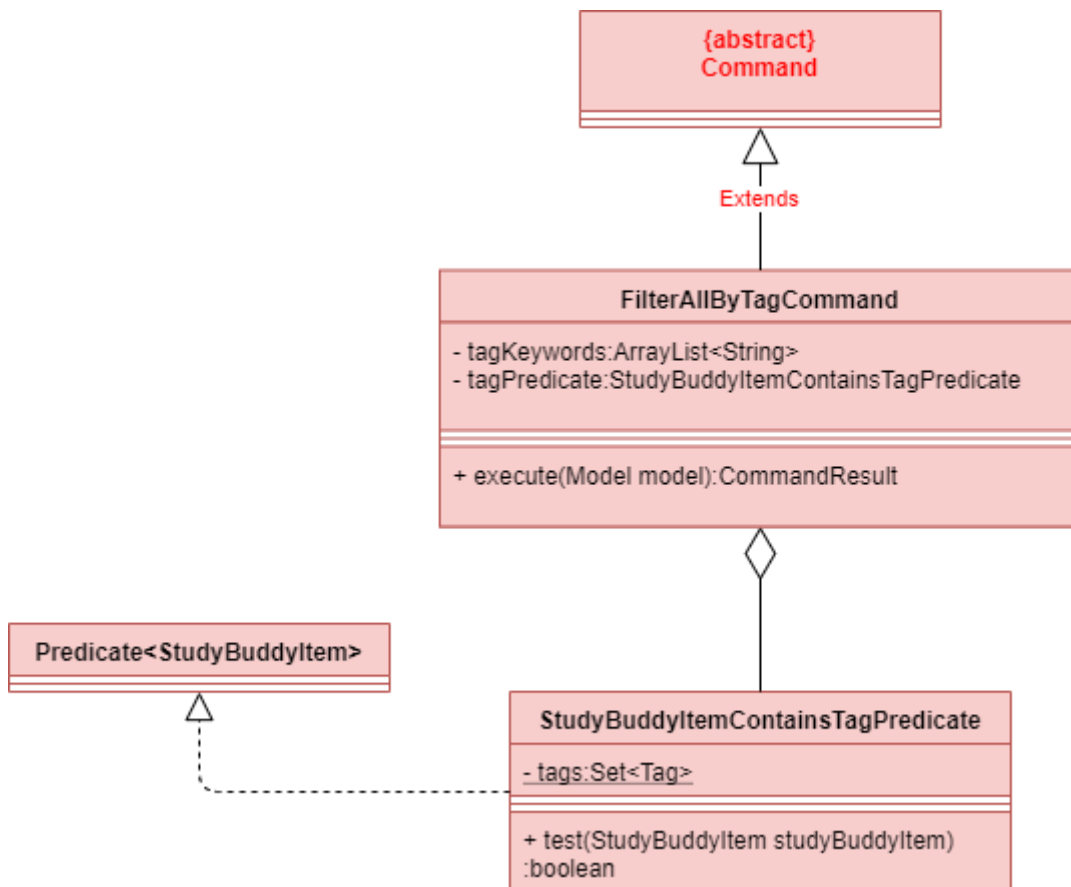 {abstract}
Command
Extends
FilterAllByTagCommand
- tagKeywords:ArrayList<String>
- tagPredicate:StudyBuddyItemContainsTagPredicate
+ execute(Model model):CommandResult
Predicate<StudyBuddyItem>
StudyBuddyItemContainsTagPredicate
- tags:Set<Tag>
+ test(StudyBuddyItem studyBuddyItem)
:boolean